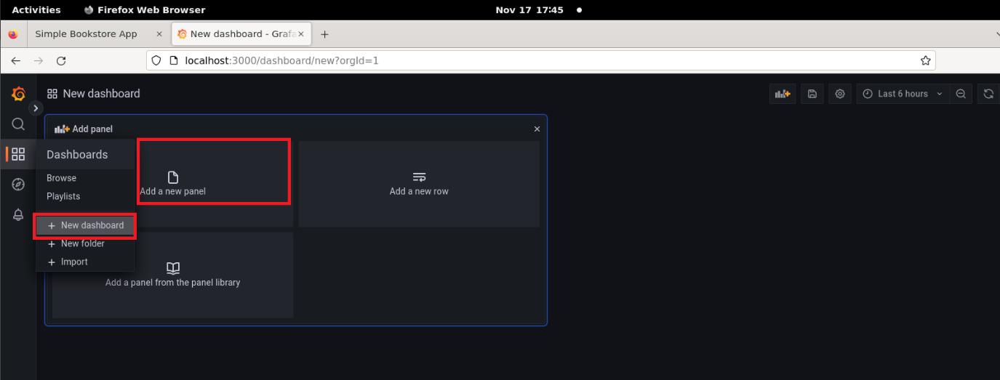 Activities Firefox Web Browser Nov 17 17:45
Simple Bookstore App New dashboard - Grafa
localhost:3000/dashboard/new?orgId=1
New dashboard Last 6 hours
Add panel
Dashboards
Browse
Playlists
+ New dashboard
+ New folder
+ Import
Add a new panel
Add a new row
Add a panel from the panel library